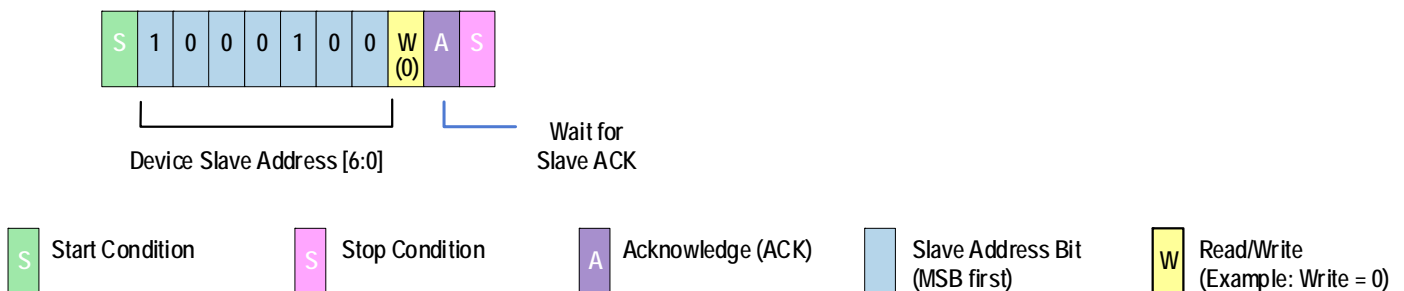 S 1 0 0 0 1 0 0 W (0) A S
Wait for
Device Slave Address [6:0] Slave ACK
S Start Condition S Stop Condition A Acknowledge (ACK) Slave Address Bit W Read/Write
(MSB first) (Example: Write = 0)